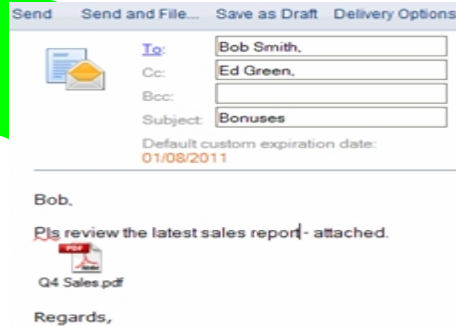 Send Send and File... Save as Draft Delivery Options
To: Bob Smith,
Cc: Ed Green,
Bcc:
Subject: Bonuses
Default custom expiration date:
01/08/2011
Bob,
Pls review the latest sales report - attached.
PDF
Adobe
Q4 Sales.pdf
Regards,